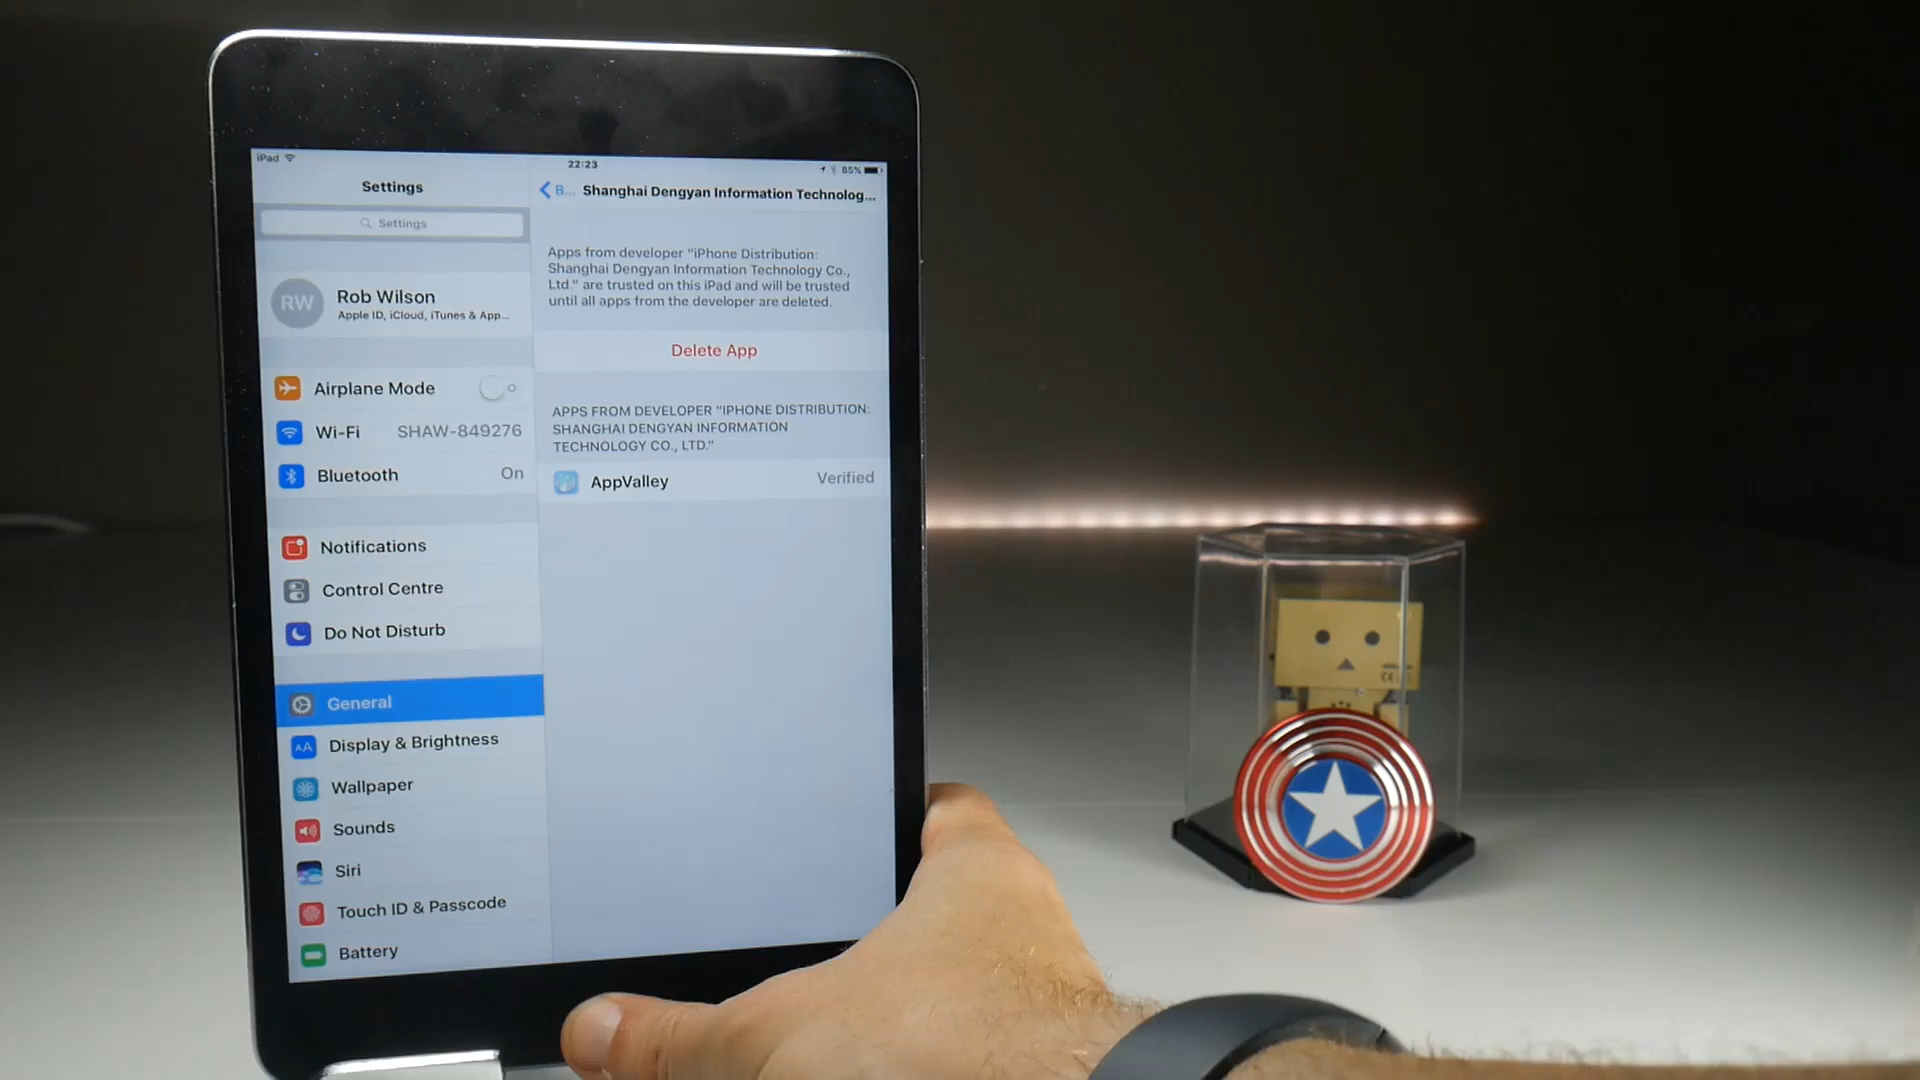 iPad
22:23
85%
Settings
B...
Shanghai Dengyan Information Technolog...
Settings
RW
Rob Wilson
Apple ID, iCloud, iTunes & App...
Airplane Mode
Wi-Fi
SHAW-849276
Bluetooth
On
Notifications
Control Centre
Do Not Disturb
General
AA
Display & Brightness
Wallpaper
Sounds
Siri
Touch ID & Passcode
Battery
Apps from developer "iPhone Distribution:
Shanghai Dengyan Information Technology Co.,
Ltd." are trusted on this iPad and will be trusted
until all apps from the developer are deleted.
Delete App
APPS FROM DEVELOPER "IPHONE DISTRIBUTION:
SHANGHAI DENGYAN INFORMATION
TECHNOLOGY CO., LTD."
AppValley
Verified
CE